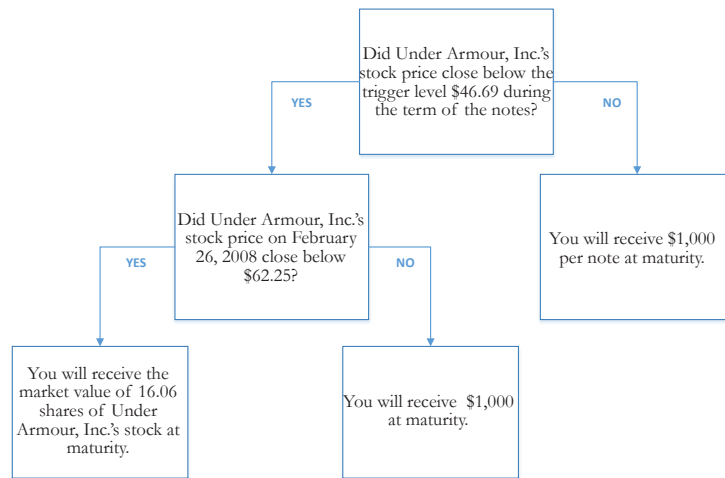 Did Under Armour, Inc.'s
stock price close below the
trigger level $46.69 during
the term of the notes?
YES
NO
Did Under Armour, Inc.'s
stock price on February
26, 2008 close below
$62.25?
You will receive $1,000
per note at maturity.
YES
NO
You will receive the
market value of 16.06
shares of Under
Armour, Inc.'s stock at
maturity.
You will receive $1,000
at maturity.